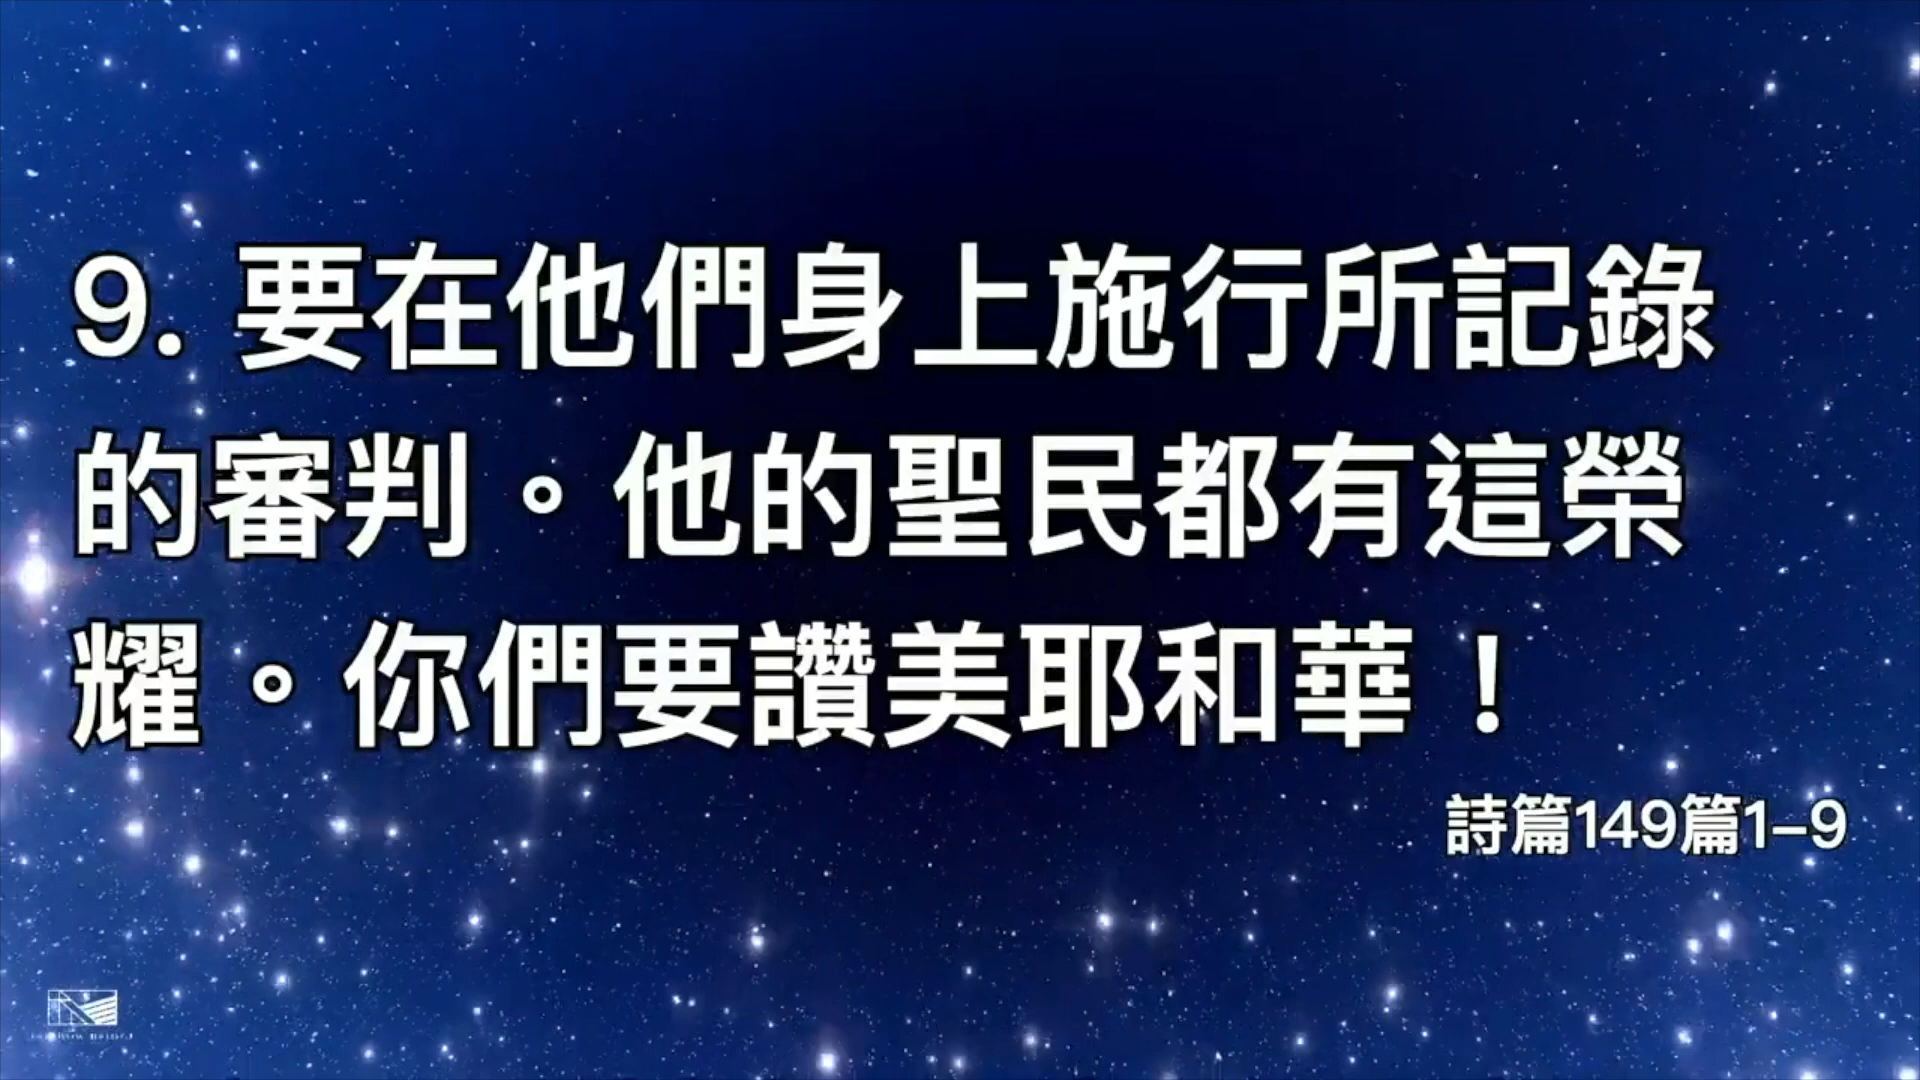 9. 要在他們身上施行所記錄
的審判。他的聖民都有這榮
耀。你們要讚美耶和華！
詩篇149篇1–9